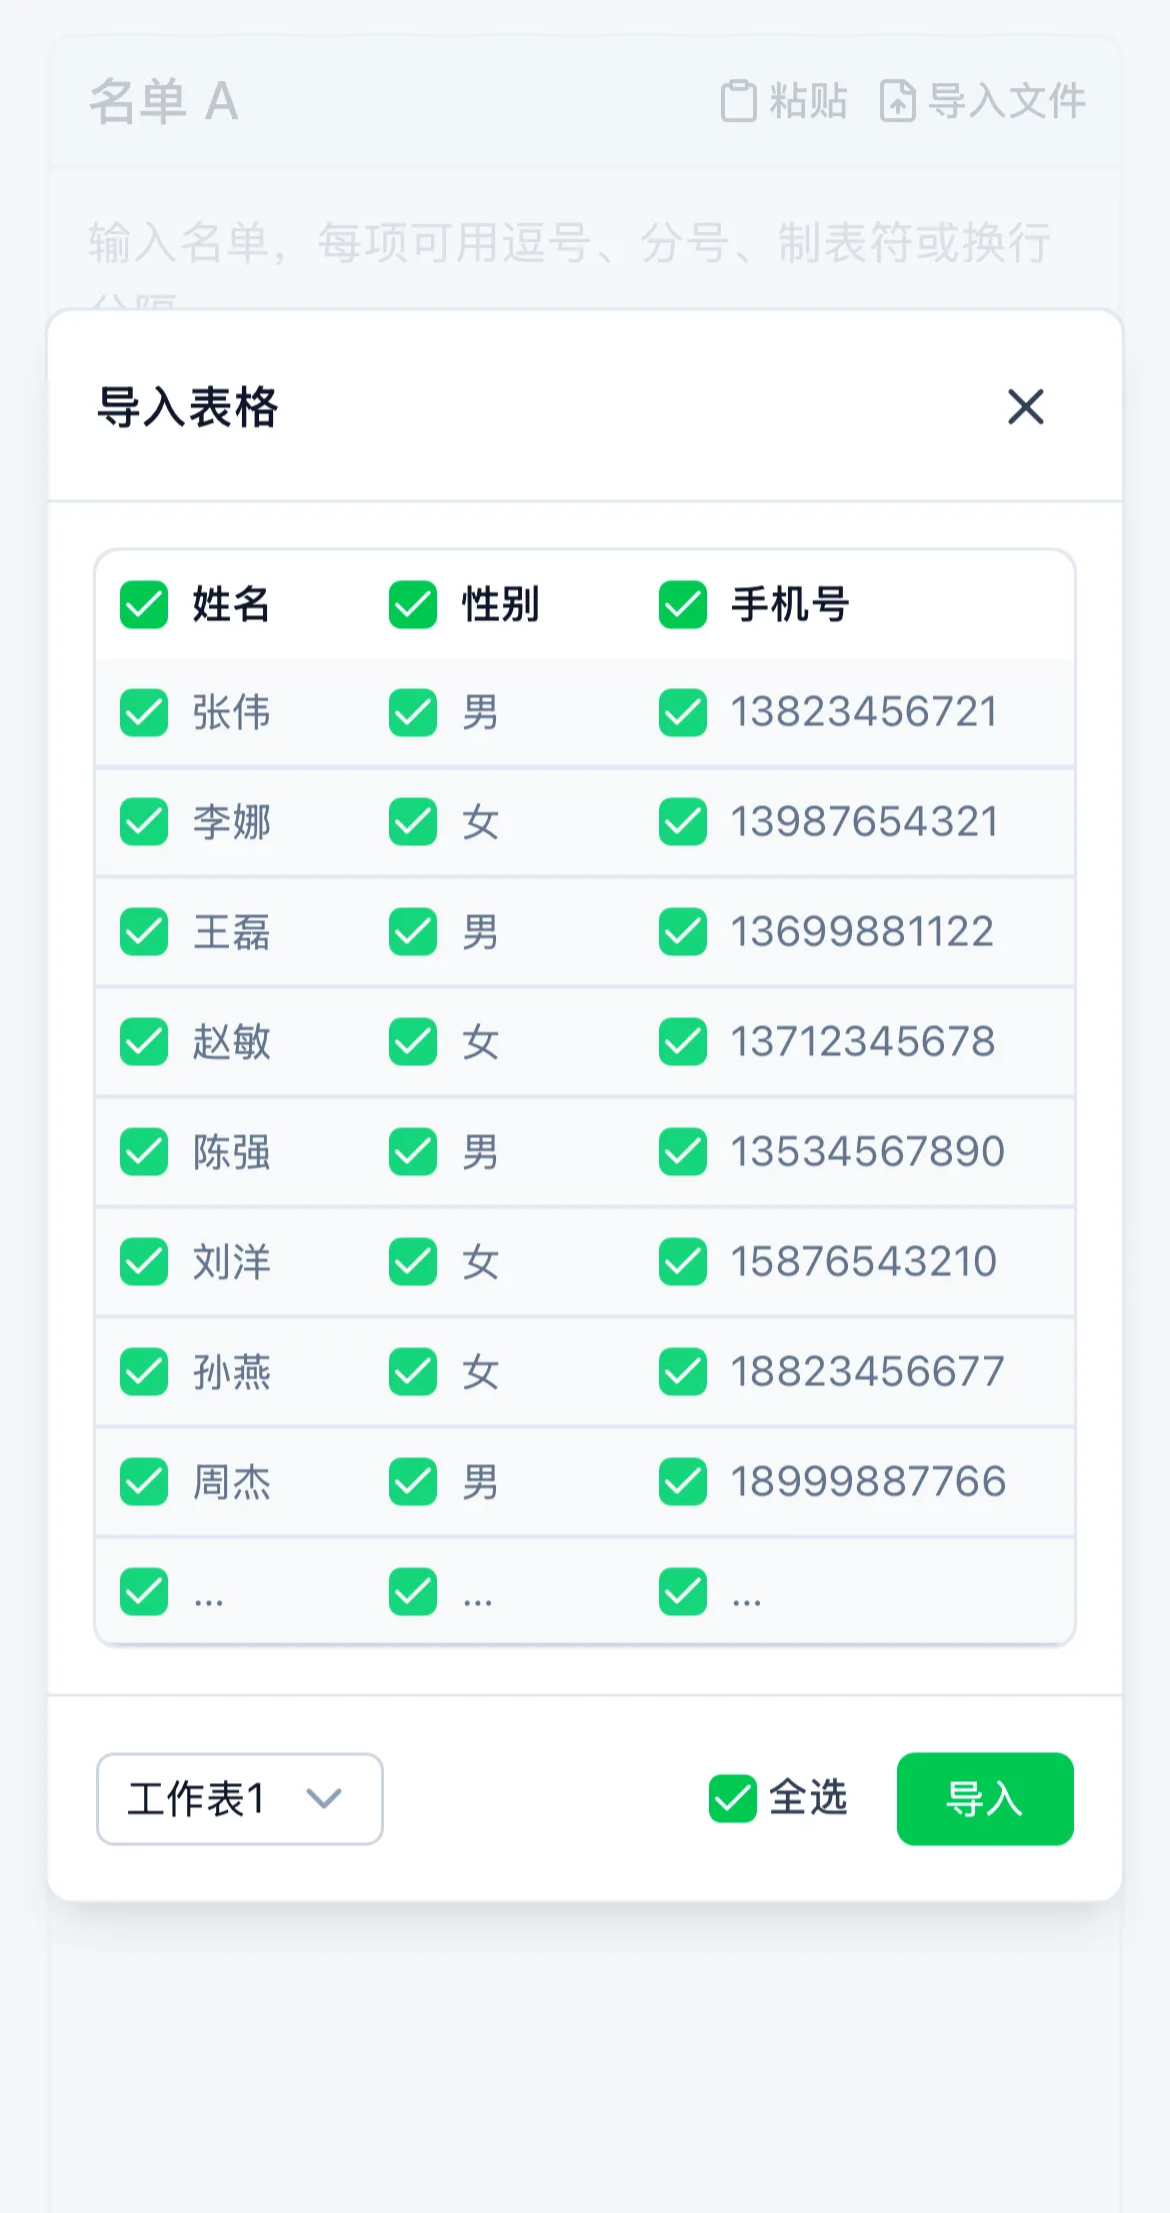 名单 A 粘贴 导入文件
输入名单，每项可用逗号、分号、制表符或换行
分隔
导入表格
姓名 性别 手机号
张伟 男 13823456721
李娜 女 13987654321
王磊 男 13699881122
赵敏 女 13712345678
陈强 男 13534567890
刘洋 女 15876543210
孙燕 女 18823456677
周杰 男 18999887766
... ... ...
工作表1 全选 导入